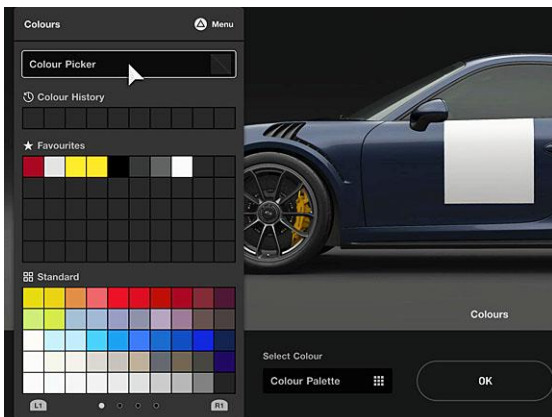 Colours
Menu
Colour Picker
Colour History
Favourites
Standard
L1
R1
Colours
Select Colour
Colour Palette
OK